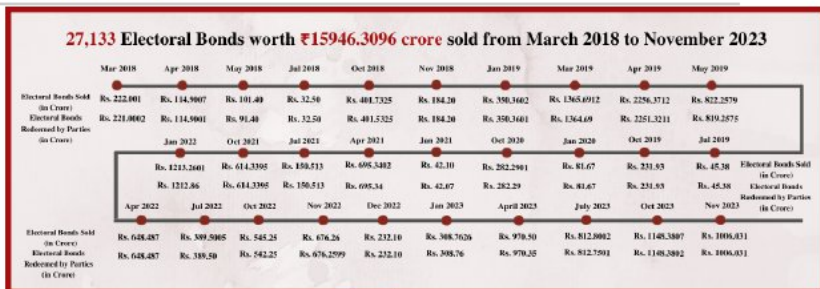 27,133 Electoral Bonds worth ₹15946.3096 crore sold from March 2018 to November 2023
Mar 2018 Apr 2018 May 2018 Jul 2018 Oct 2018 Nov 2018 Jan 2019 Mar 2019 Apr 2019 May 2019
Electoral Bonds Sold
(in Crore)
Rs. 222.001 Rs. 114.9007 Rs. 101.40 Rs. 32.50 Rs. 401.7325 Rs. 184.20 Rs. 350.3602 Rs. 1365.6912 Rs. 2256.3712 Rs. 822.2579
Electoral Bonds
Redeemed by Parties
(in Crore)
Rs. 221.0002 Rs. 114.9001 Rs. 91.40 Rs. 32.50 Rs. 401.5325 Rs. 184.20 Rs. 350.3601 Rs. 1364.69 Rs. 2251.3211 Rs. 819.2575
Jan 2022 Oct 2021 Jul 2021 Apr 2021 Jan 2021 Oct 2020 Jan 2020 Oct 2019 Jul 2019
Rs. 1213.2601 Rs. 614.3395 Rs. 150.513 Rs. 695.3402 Rs. 42.10 Rs. 282.2901 Rs. 81.67 Rs. 231.93 Rs. 45.38 Electoral Bonds Sold
(in Crore)
Rs. 1212.86 Rs. 614.3395 Rs. 150.513 Rs. 695.34 Rs. 42.07 Rs. 282.29 Rs. 81.67 Rs. 231.93 Rs. 45.38 Electoral Bonds
Redeemed by Parties
(in Crore)
Apr 2022 Jul 2022 Oct 2022 Nov 2022 Dec 2022 Jan 2023 April 2023 July 2023 Oct 2023 Nov 2023
Electoral Bonds Sold
(in Crore)
Rs. 648.487 Rs. 389.5005 Rs. 545.25 Rs. 676.26 Rs. 232.10 Rs. 308.7626 Rs. 970.50 Rs. 812.8002 Rs. 1148.3807 Rs. 1006.031
Electoral Bonds
Redeemed by Parties
(in Crore)
Rs. 648.487 Rs. 389.50 Rs. 542.25 Rs. 676.2599 Rs. 232.10 Rs. 308.76 Rs. 970.35 Rs. 812.7501 Rs. 1148.3802 Rs. 1006.031